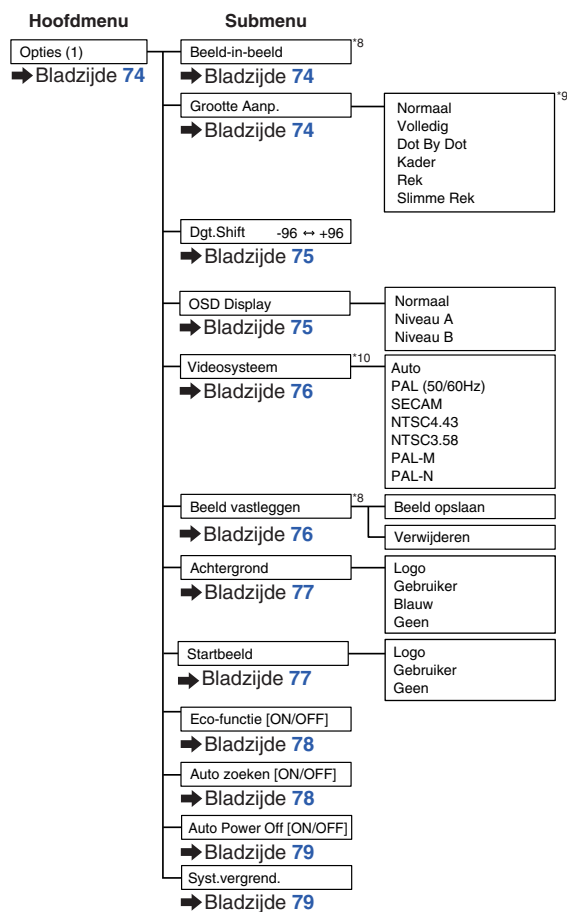 Hoofdmenu Submenu
Opties (1)
Bladzijde 74
Beeld-in-beeld *8
Bladzijde 74
Grootte Aanp.
Bladzijde 74
Normaal *9
Volledig
Dot By Dot
Kader
Rek
Slimme Rek
Dgt.Shift -96 ↔ +96
Bladzijde 75
OSD Display
Bladzijde 75
Normaal
Niveau A
Niveau B
Videosysteem *10
Bladzijde 76
Auto
PAL (50/60Hz)
SECAM
NTSC4.43
NTSC3.58
PAL-M
PAL-N
Beeld vastleggen *8
Bladzijde 76
Beeld opslaan
Verwijderen
Achtergrond
Bladzijde 77
Logo
Gebruiker
Blauw
Geen
Startbeeld
Bladzijde 77
Logo
Gebruiker
Geen
Eco-functie [ON/OFF]
Bladzijde 78
Auto zoeken [ON/OFF]
Bladzijde 78
Auto Power Off [ON/OFF]
Bladzijde 79
Syst.vergrend.
Bladzijde 79